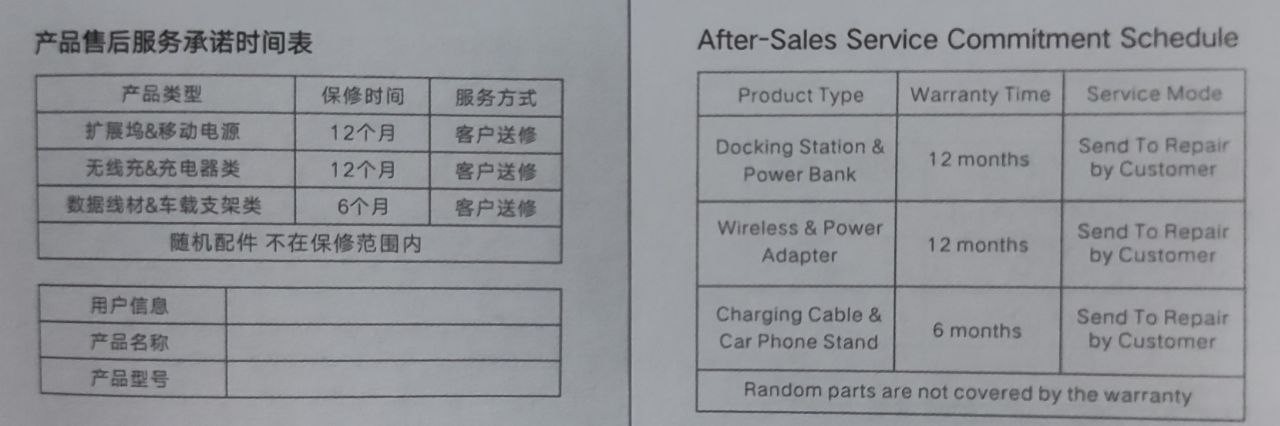 产品售后服务承诺时间表
产品类型 保修时间 服务方式
扩展坞&移动电源 12个月 客户送修
无线充&充电器类 12个月 客户送修
数据线材&车载支架类 6个月 客户送修
随机配件 不在保修范围内
用户信息
产品名称
产品型号
After-Sales Service Commitment Schedule
Product Type Warranty Time Service Mode
Docking Station &
Power Bank
12 months
Send To Repair
by Customer
Wireless & Power
Adapter
12 months
Send To Repair
by Customer
Charging Cable &
Car Phone Stand
6 months
Send To Repair
by Customer
Random parts are not covered by the warranty